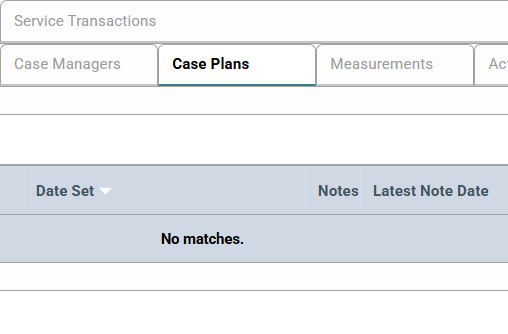 Service Transactions
Case Managers Case Plans Measurements
Date Set Notes Latest Note Date
No matches.